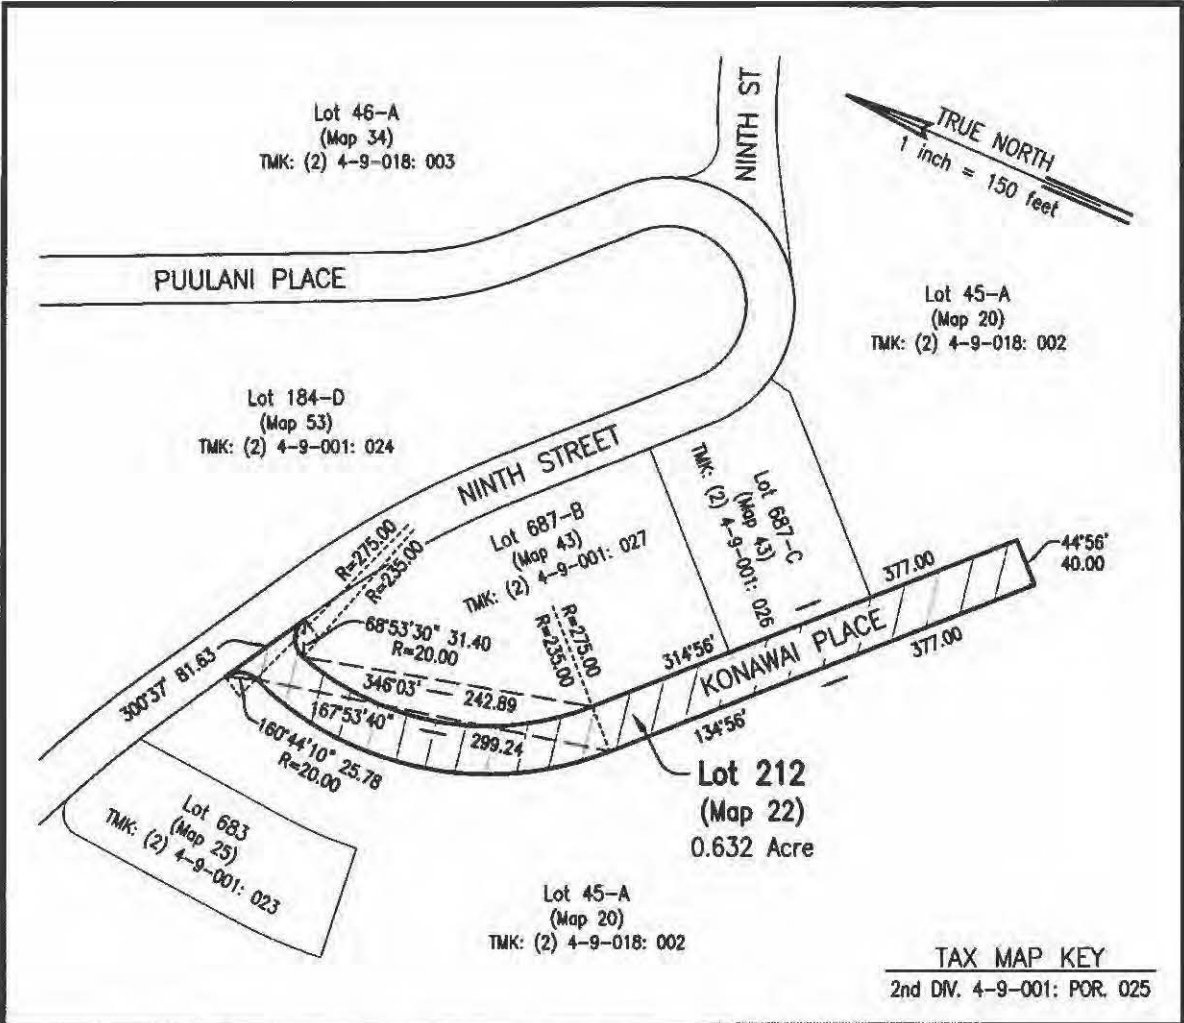 Lot 46-A
(Map 34)
TMK: (2) 4-9-018: 003
NINTH ST
TRUE NORTH
1 inch = 150 feet
PUULANI PLACE
Lot 45-A
(Map 20)
TMK: (2) 4-9-018: 002
Lot 184-D
(Map 53)
TMK: (2) 4-9-001: 024
NINTH STREET
R=275.00
R=235.00
Lot 687-B
(Map 43)
TMK: (2) 4-9-001: 027
Lot 687-C
(Map 43)
TMK: (2) 4-9-001: 026
44°56'
40.00
377.00
KONAWAI PLACE
377.00
314°56'
134°56'
R=275.00
R=235.00
68°53'30" 31.40
R=20.00
346°03' 242.89
167°53'40" 299.24
300°37' 81.63
160°44'10" 25.78
R=20.00
Lot 212
(Map 22)
0.632 Acre
Lot 683
(Map 25)
TMK: (2) 4-9-001: 023
Lot 45-A
(Map 20)
TMK: (2) 4-9-018: 002
TAX MAP KEY
2nd DIV. 4-9-001: POR. 025